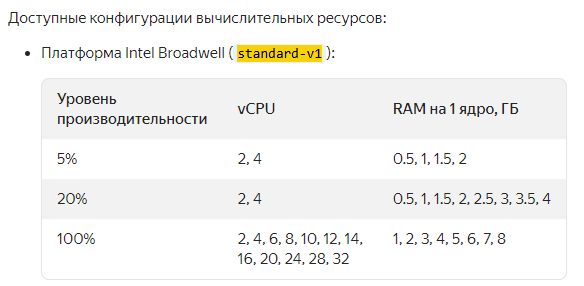 Доступные конфигурации вычислительных ресурсов:
• Платформа Intel Broadwell ( standard-v1 ):
Уровень производительности vCPU RAM на 1 ядро, ГБ
5% 2, 4 0.5, 1, 1.5, 2
20% 2, 4 0.5, 1, 1.5, 2, 2.5, 3, 3.5, 4
100% 2, 4, 6, 8, 10, 12, 14, 1, 2, 3, 4, 5, 6, 7, 8
16, 20, 24, 28, 32